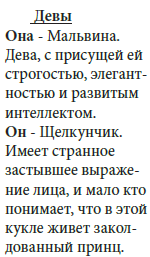 Девы
Она - Мальвина.
Дева, с присущей ей
строгостью, элегант-
ностью и развитым
интеллектом.
Он - Щелкунчик.
Имеет странное
застывшее выраже-
ние лица, и мало кто
понимает, что в этой
кукле живет закол-
дованный принц.